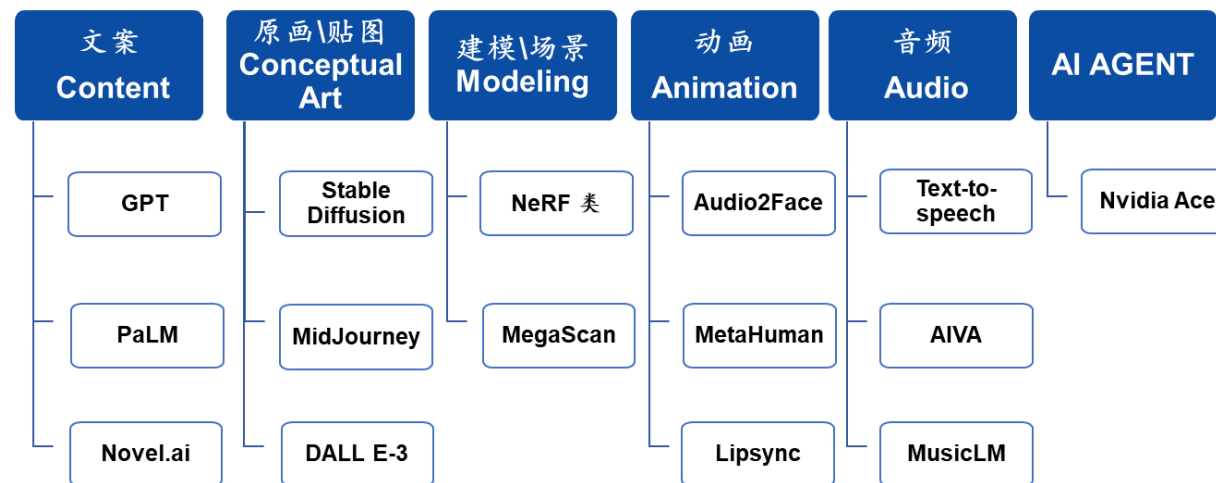 文案
Content
GPT
PaLM
Novel.ai
原画\贴图
Conceptual
Art
Stable
Diffusion
MidJourney
DALL E-3
建模\场景
Modeling
NeRF 类
MegaScan
动画
Animation
Audio2Face
MetaHuman
Lipsync
音频
Audio
Text-to-
speech
AIVA
MusicLM
AI AGENT
Nvidia Ace